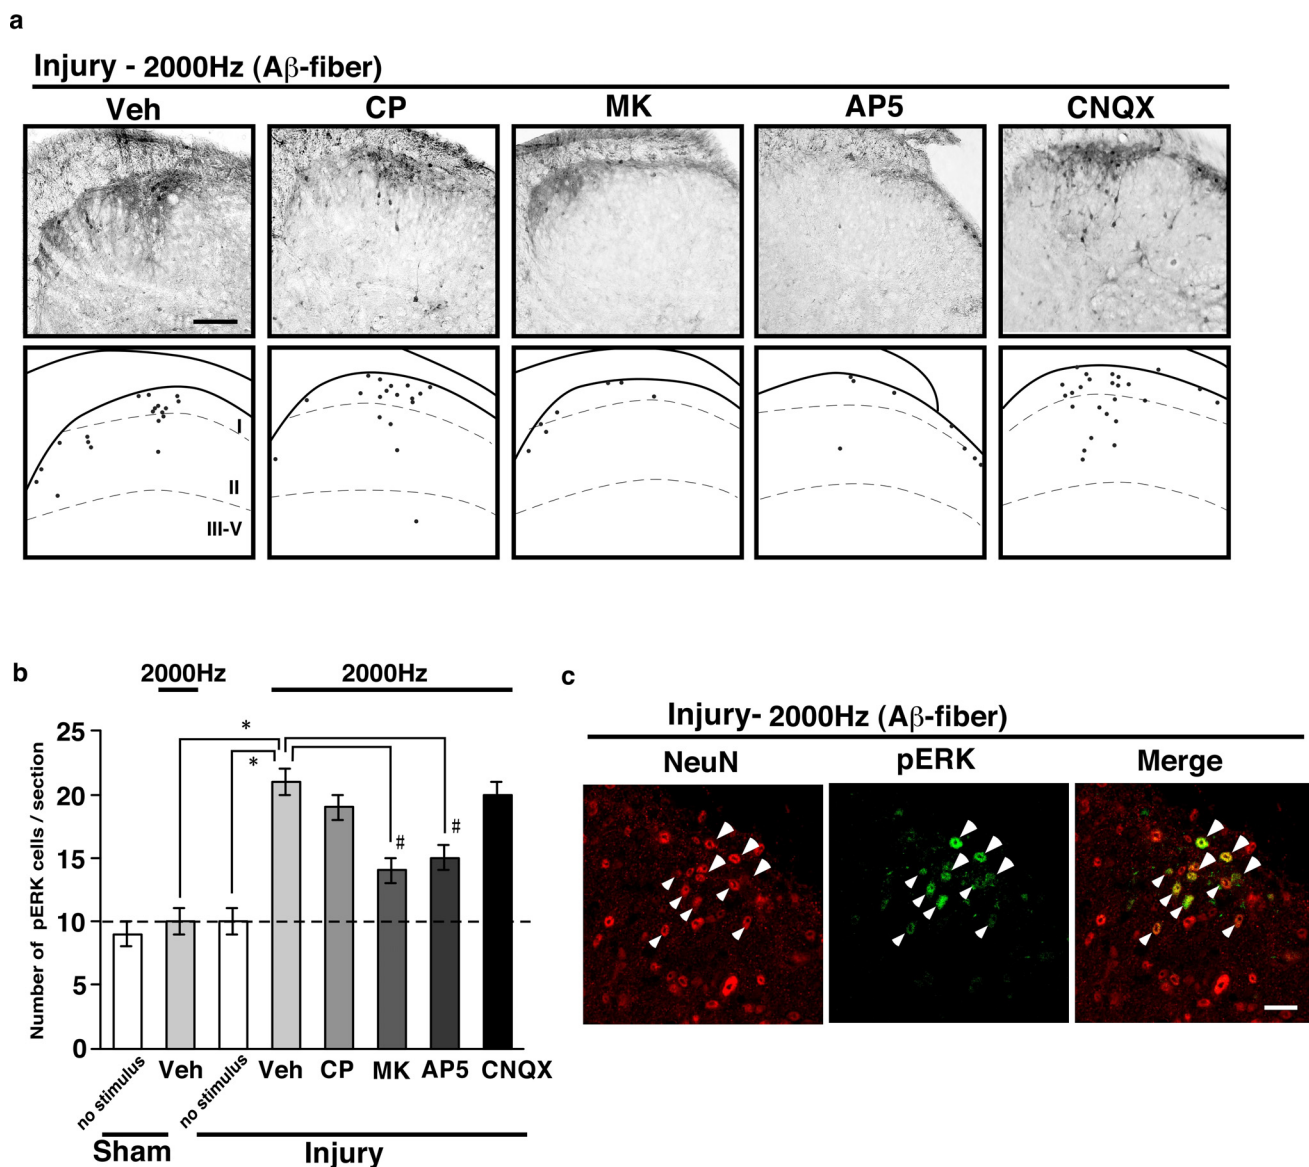 a
Injury - 2000Hz (Aβ-fiber)
Veh CP MK AP5 CNQX
I
II
III-V
b
2000Hz 2000Hz
Number of pERK cells / section
25
20
15
10
5
0
*
*
#
#
no stimulus Veh no stimulus Veh CP MK AP5 CNQX
Sham Injury
c
Injury- 2000Hz (Aβ-fiber)
NeuN pERK Merge